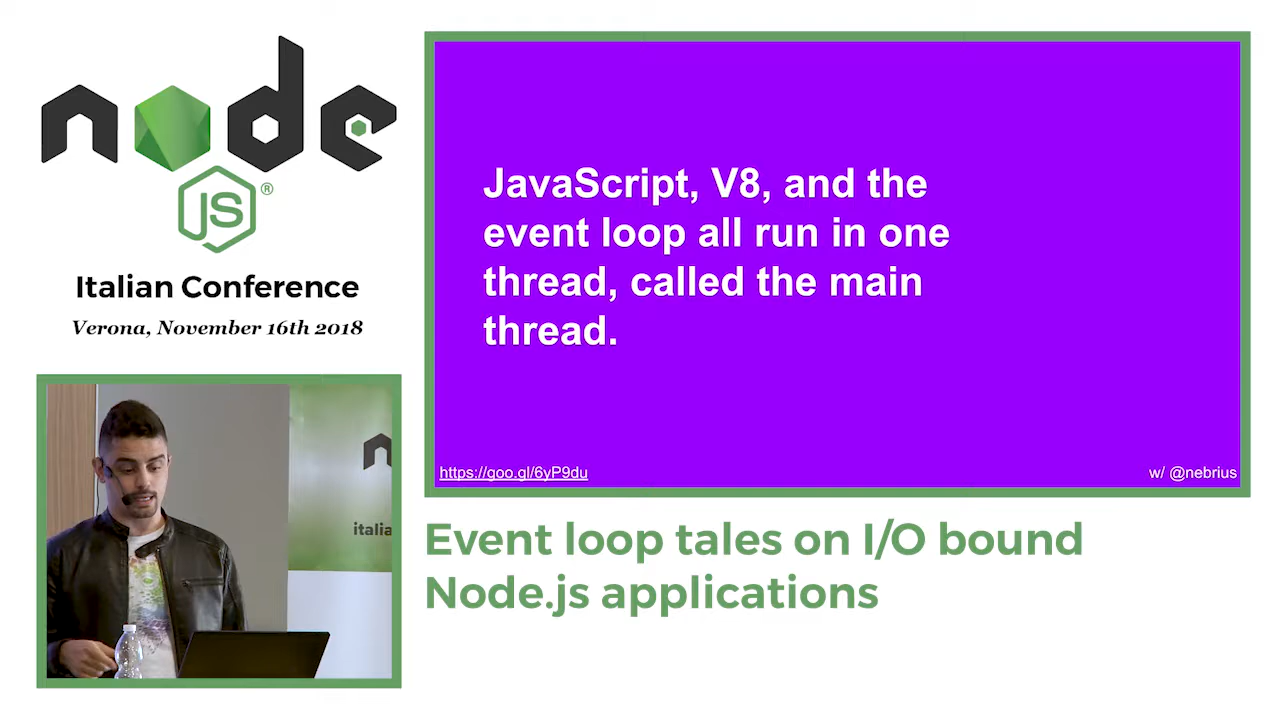 node
JS®
Italian Conference
Verona, November 16th 2018
JavaScript, V8, and the
event loop all run in one
thread, called the main
thread.
https://goo.gl/6yP9du
w/ @nebrius
italia
Event loop tales on I/O bound
Node.js applications